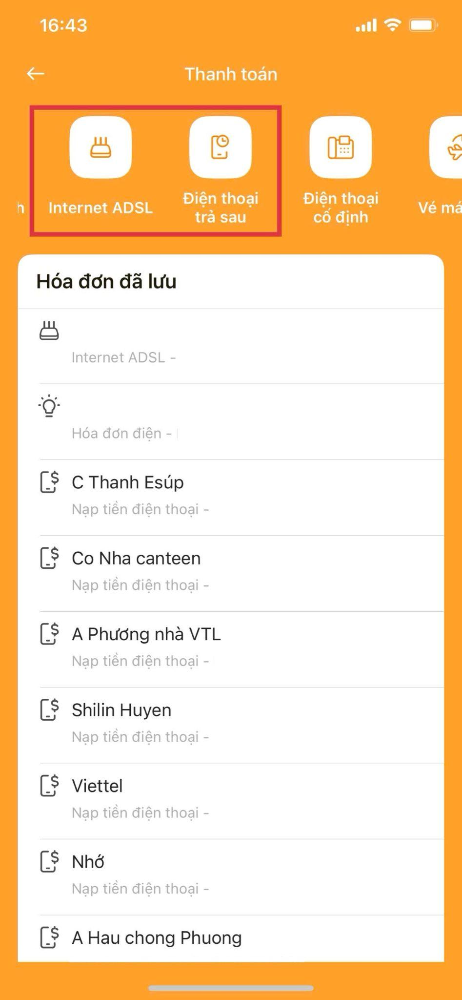 16:43
Thanh toán
h
Internet ADSL
Điện thoại
trả sau
Điện thoại
cố định
Vé má
Hóa đơn đã lưu
Internet ADSL -
Hóa đơn điện -
C Thanh Esúp
Nạp tiền điện thoại -
Co Nha canteen
Nạp tiền điện thoại -
A Phương nhà VTL
Nạp tiền điện thoại -
Shilin Huyen
Nạp tiền điện thoại -
Viettel
Nạp tiền điện thoại -
Nhớ
Nạp tiền điện thoại -
A Hau chong Phuong